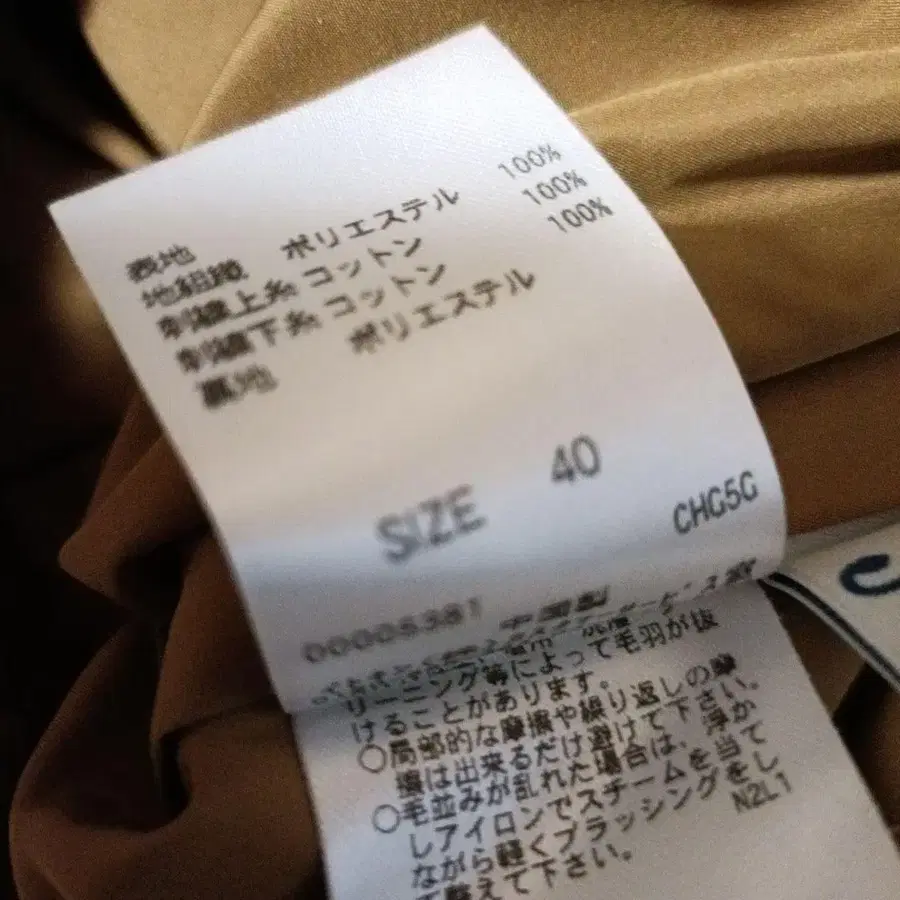 表地
地組織 ポリエステル 100%
刺繍上糸 コットン 100%
刺繍下糸 コットン 100%
裏地 ポリエステル
SIZE 40
CHG5G
00005381 中国製
リーニング等によって毛羽が抜
けることがあります。
○局部的な摩擦や繰り返しの摩
擦は出来るだけ避けて下さい。
○毛並みが乱れた場合は、浮か
しアイロンでスチームを当て
ながら軽くブラッシングをし
て整えて下さい。
N2L1